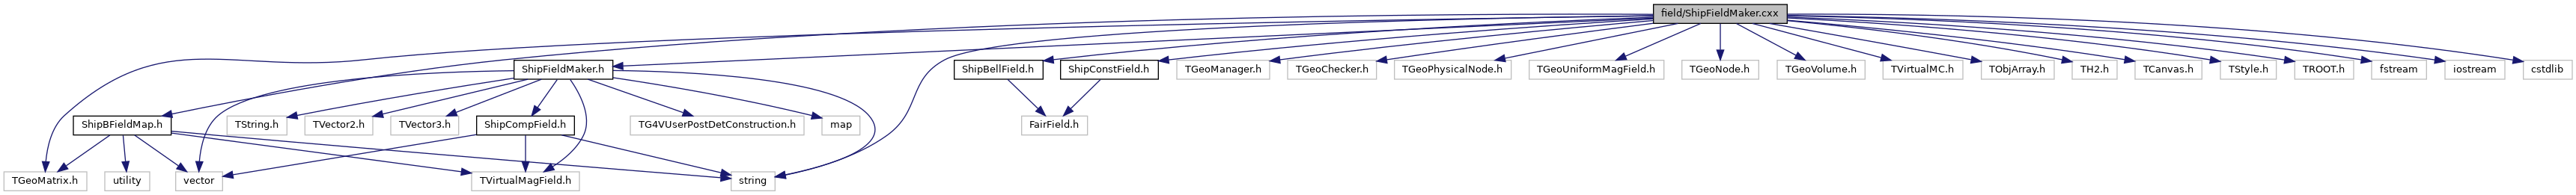 field/ShipFieldMaker.cxx
ShipFieldMaker.h
ShipBellField.h
ShipConstField.h
TGeoManager.h
TGeoChecker.h
TGeoPhysicalNode.h
TGeoUniformMagField.h
TGeoNode.h
TGeoVolume.h
TVirtualMC.h
TObjArray.h
TH2.h
TCanvas.h
TStyle.h
TROOT.h
fstream
iostream
cstdlib
ShipBFieldMap.h
TString.h
TVector2.h
TVector3.h
ShipCompField.h
TG4VUserPostDetConstruction.h
map
FairField.h
TGeoMatrix.h
utility
vector
TVirtualMagField.h
string